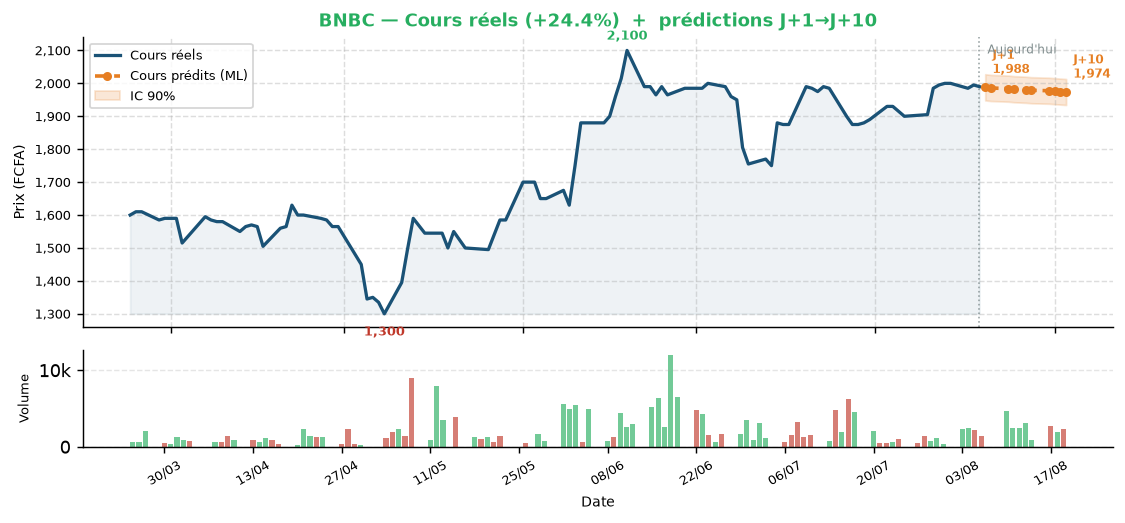 BNBC — Cours réels (+24.4%) + prédictions J+1→J+10
Cours réels
Cours prédits (ML)
IC 90%
2,100
Aujourd'hui
J+1
1,988
J+10
1,974
1,300
Prix (FCFA)
2,100
2,000
1,900
1,800
1,700
1,600
1,500
1,400
1,300
Volume
10k
0
30/03
13/04
27/04
11/05
25/05
08/06
22/06
06/07
20/07
03/08
17/08
Date